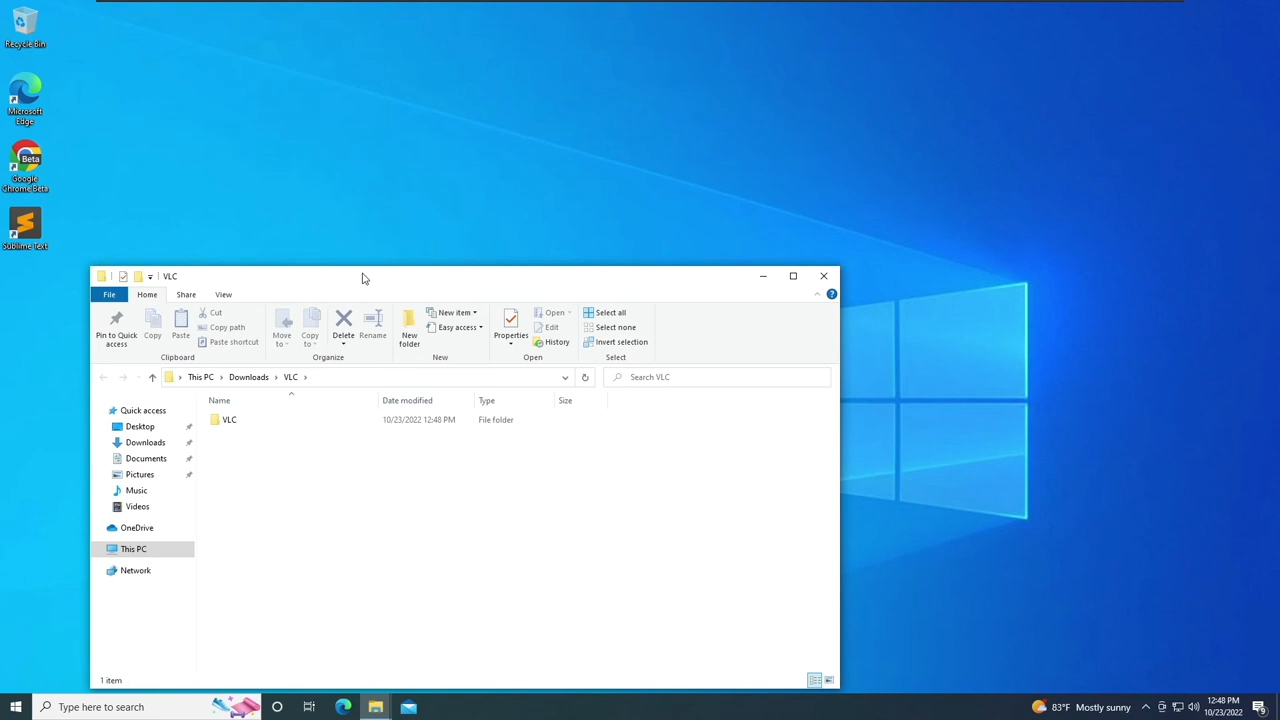 Recycle Bin
Microsoft
Edge
Beta
Google
Chrome Beta
Sublime Text
VLC
File
Home
Share
View
Pin to Quick
access
Copy
Paste
Cut
Copy path
Paste shortcut
Clipboard
Move
to
Copy
to
Delete
Rename
Organize
New
folder
New item
Easy access
New
Properties
Open
Edit
History
Open
Select all
Select none
Invert selection
Select
This PC > Downloads > VLC >
Search VLC
Name
Date modified
Type
Size
VLC
10/23/2022 12:48 PM
File folder
Quick access
Desktop
Downloads
Documents
Pictures
Music
Videos
OneDrive
This PC
Network
1 item
Type here to search
83°F Mostly sunny
12:48 PM
10/23/2022